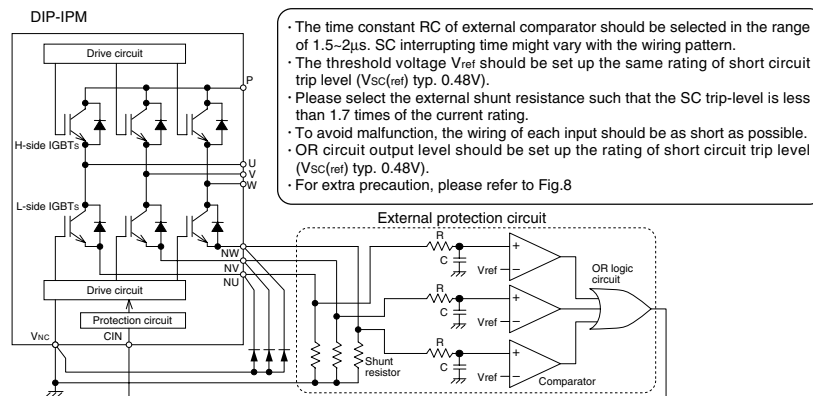 DIP-IPM
Drive circuit
P
H-side IGBTs
U
V
W
L-side IGBTs
NW
NV
NU
Drive circuit
Protection circuit
VNC
CIN
· The time constant RC of external comparator should be selected in the range
of 1.5~2μs. SC interrupting time might vary with the wiring pattern.
· The threshold voltage Vref should be set up the same rating of short circuit
trip level (VSC(ref) typ. 0.48V).
· Please select the external shunt resistance such that the SC trip-level is less
than 1.7 times of the current rating.
· To avoid malfunction, the wiring of each input should be as short as possible.
· OR circuit output level should be set up the rating of short circuit trip level
(VSC(ref) typ. 0.48V).
· For extra precaution, please refer to Fig.8
External protection circuit
R
C
Vref
+
−
OR logic
circuit
R
C
Vref
+
−
R
C
Vref
+
−
Shunt
resistor
Comparator